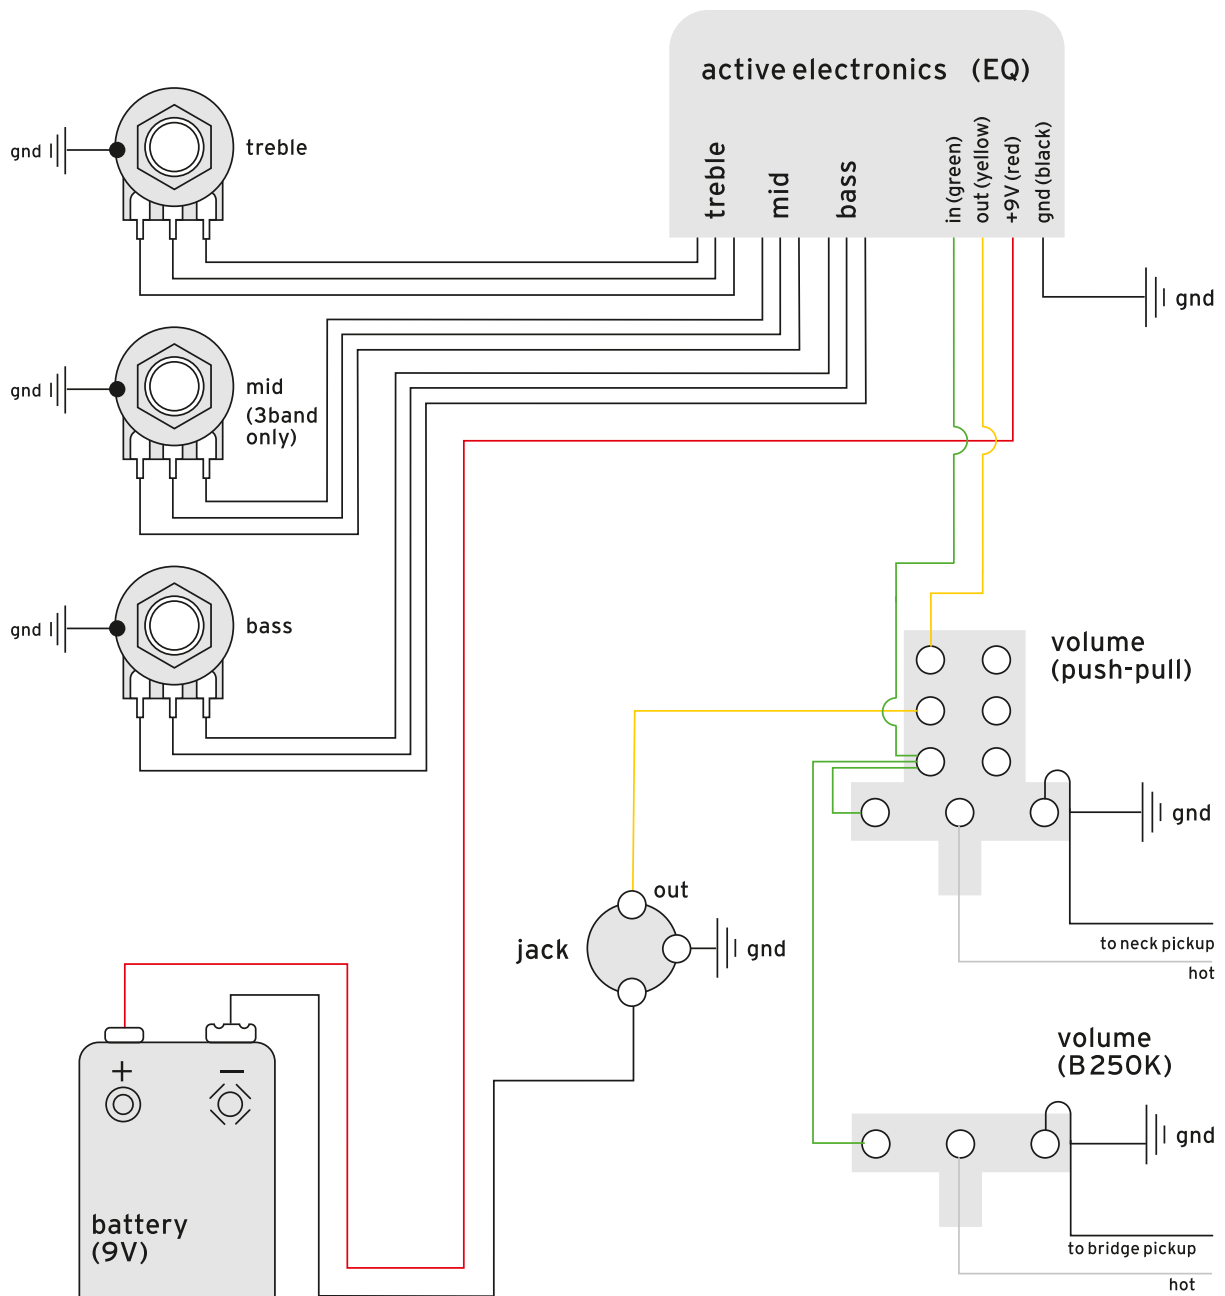 active electronics (EQ)
treble
mid
bass
in (green)
out (yellow)
+9V (red)
gnd (black)
gnd
treble
gnd
gnd
mid
(3band
only)
gnd
bass
volume
(push-pull)
gnd
out
jack
gnd
to neck pickup
hot
volume
(B250K)
+
−
gnd
battery
(9V)
to bridge pickup
hot